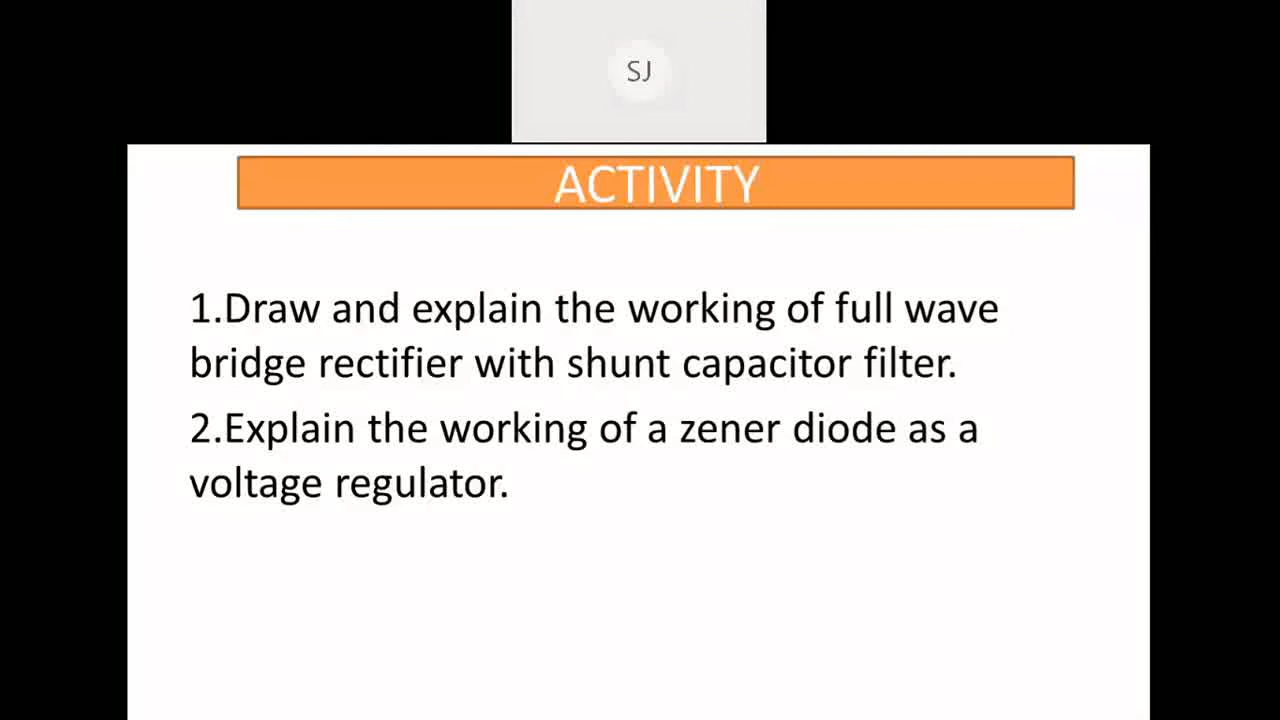 SJ
ACTIVITY
1.Draw and explain the working of full wave
bridge rectifier with shunt capacitor filter.
2.Explain the working of a zener diode as a
voltage regulator.